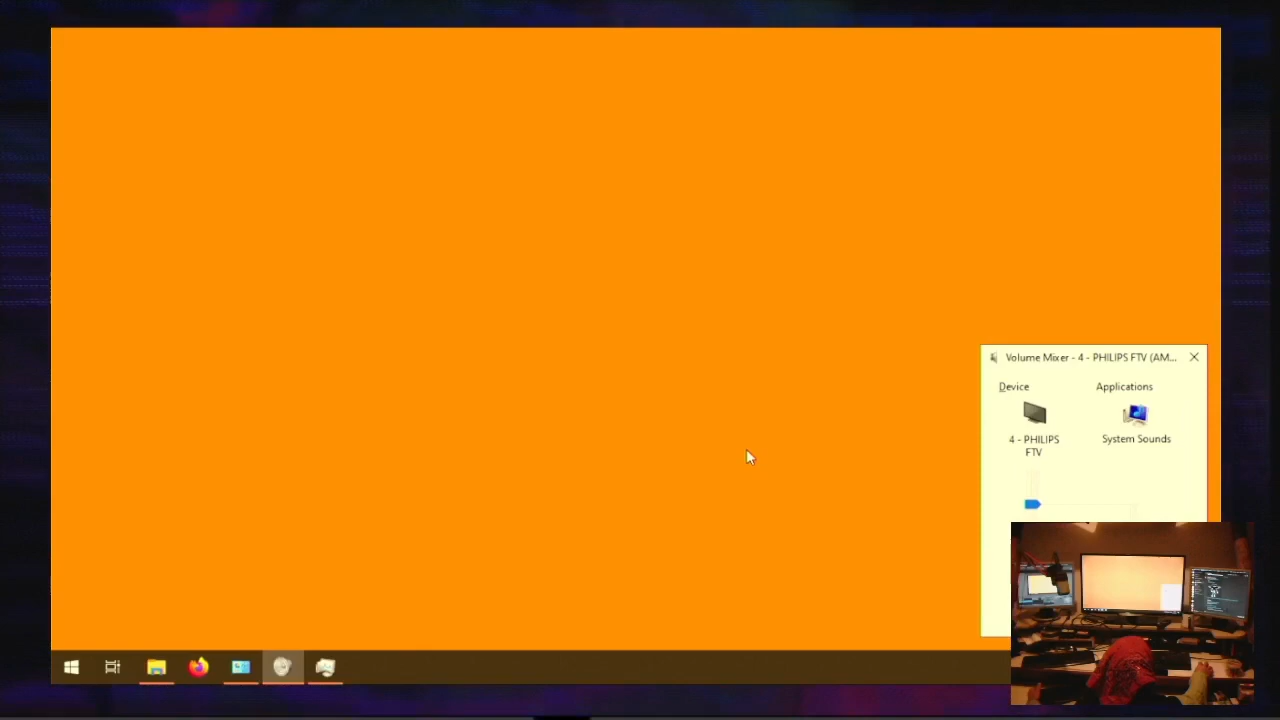 Volume Mixer - 4 - PHILIPS FTV (AM...
Device
Applications
4 - PHILIPS
FTV
System Sounds